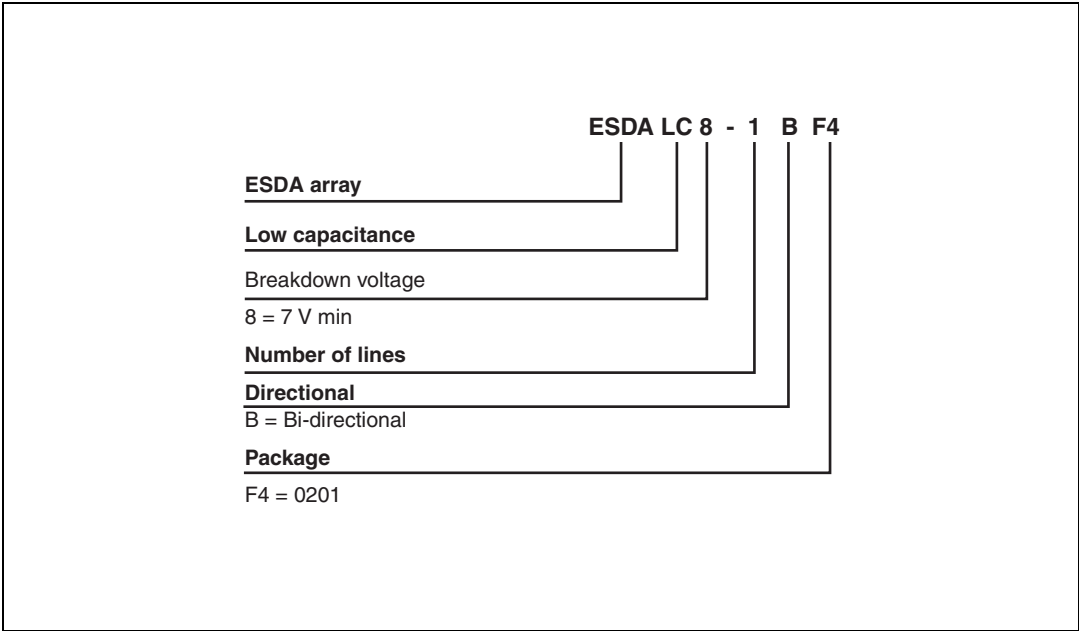 ESDA LC 8 - 1 B F4
ESDA array
Low capacitance
Breakdown voltage
8 = 7 V min
Number of lines
Directional
B = Bi-directional
Package
F4 = 0201